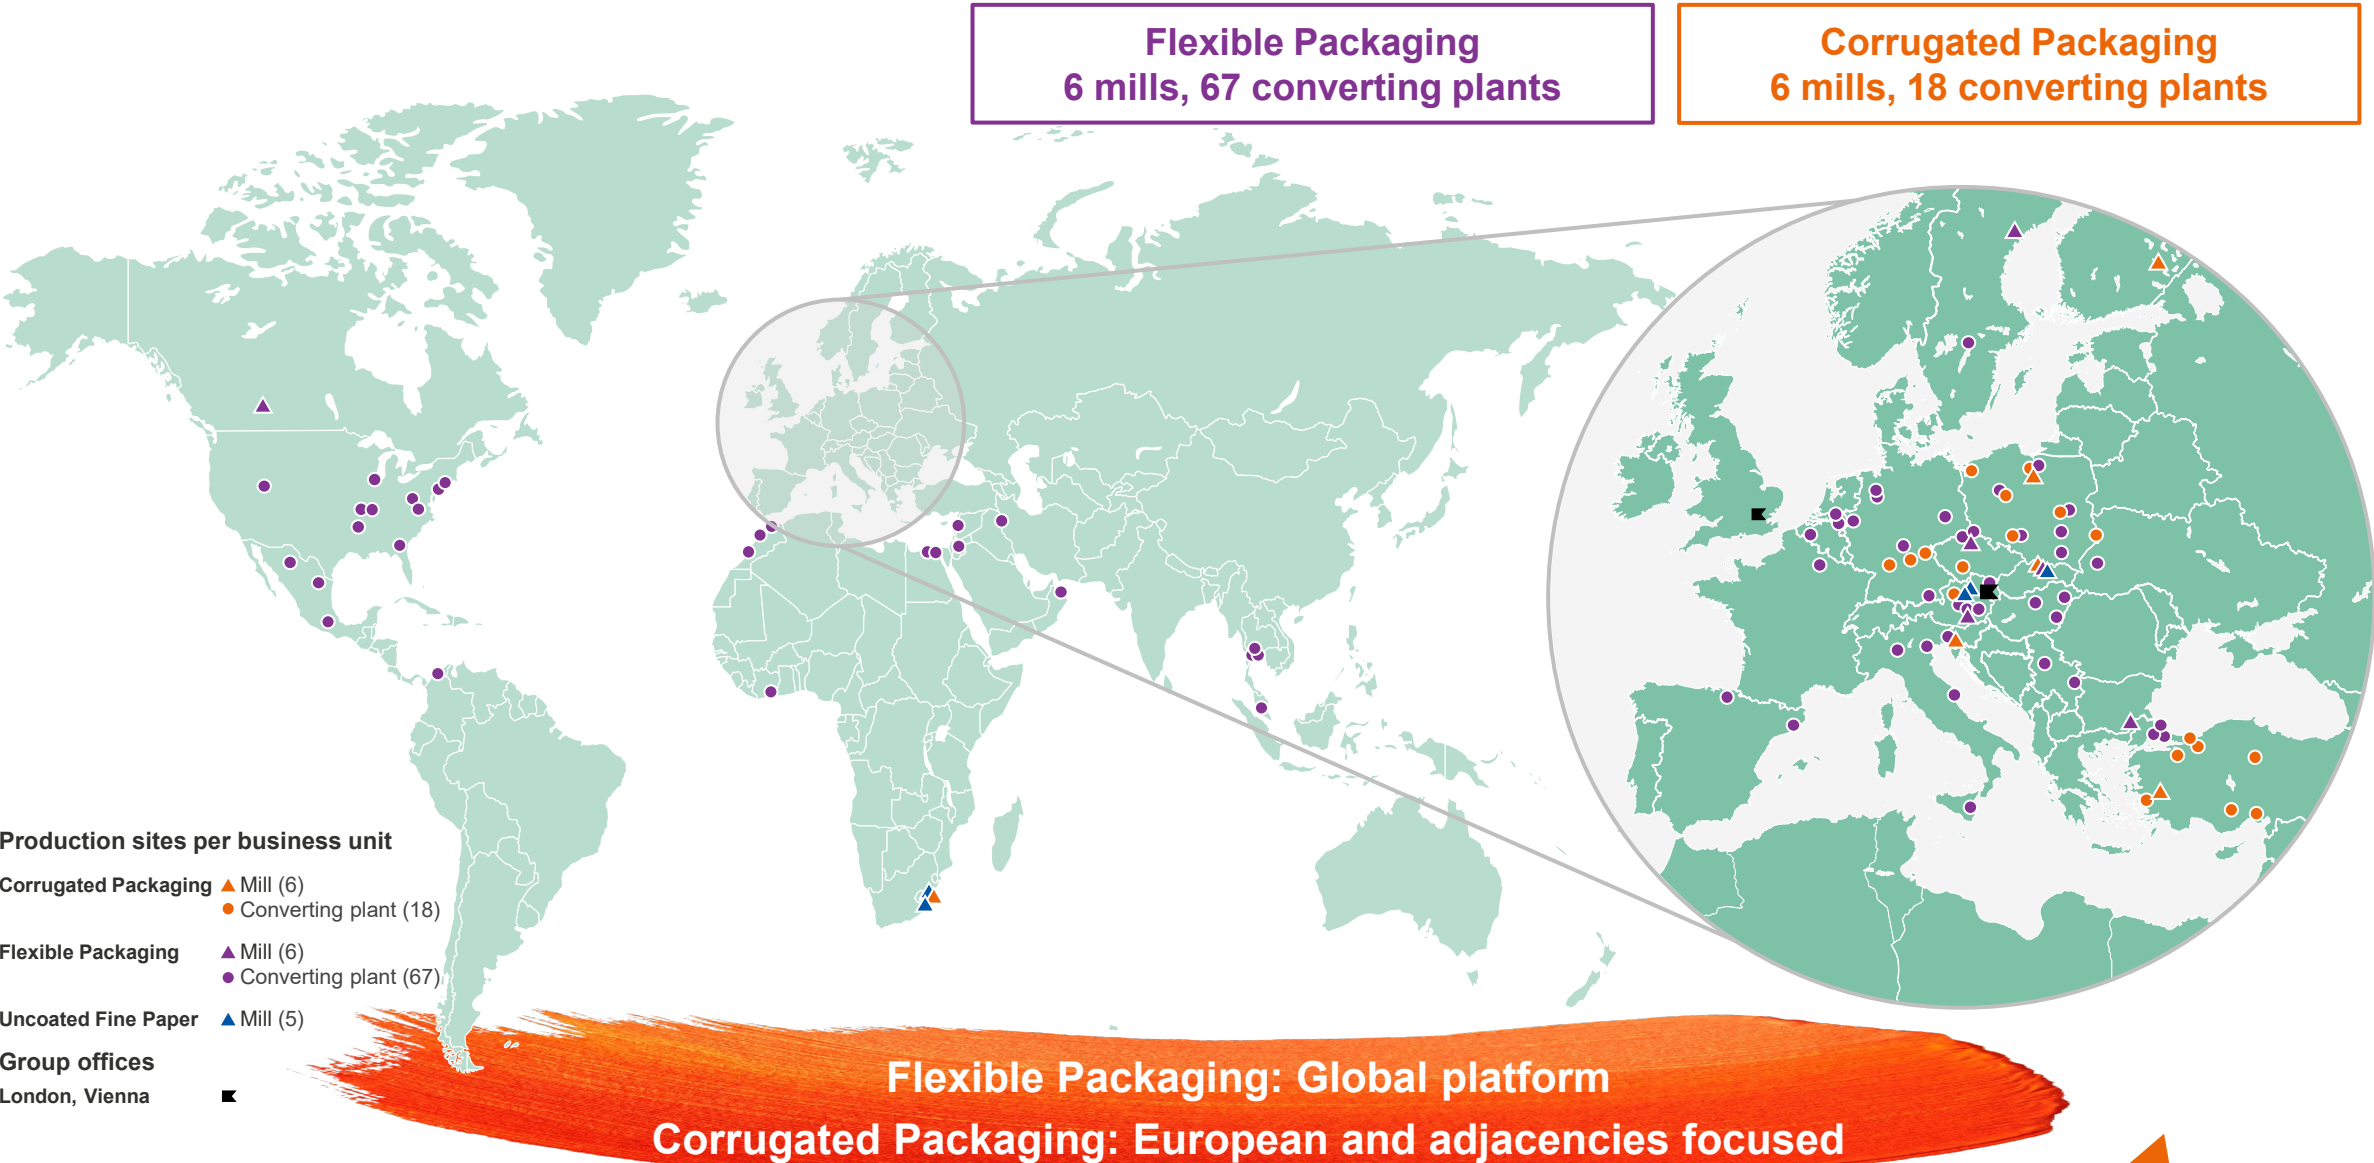 Flexible Packaging
6 mills, 67 converting plants
Corrugated Packaging
6 mills, 18 converting plants
Production sites per business unit
Corrugated Packaging Mill (6)
Converting plant (18)
Flexible Packaging Mill (6)
Converting plant (67)
Uncoated Fine Paper Mill (5)
Group offices
London, Vienna
Flexible Packaging: Global platform
Corrugated Packaging: European and adjacencies focused